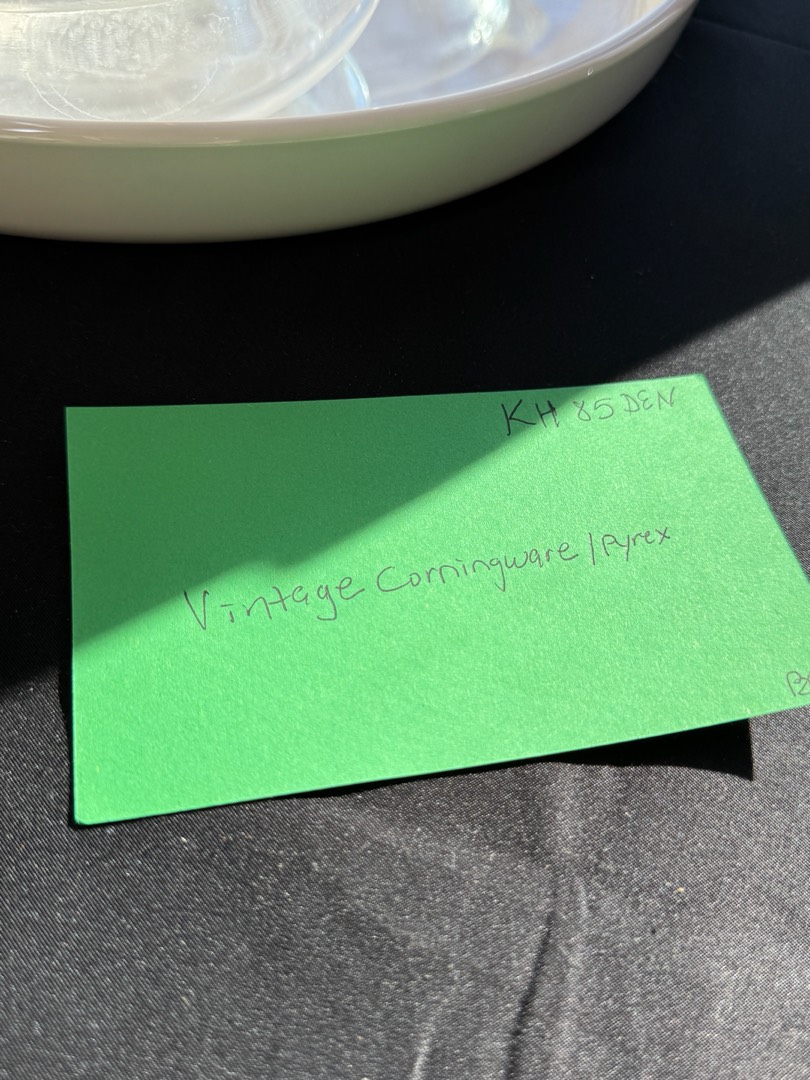 KH 85 DEN
Vintage Corningware / Pyrex